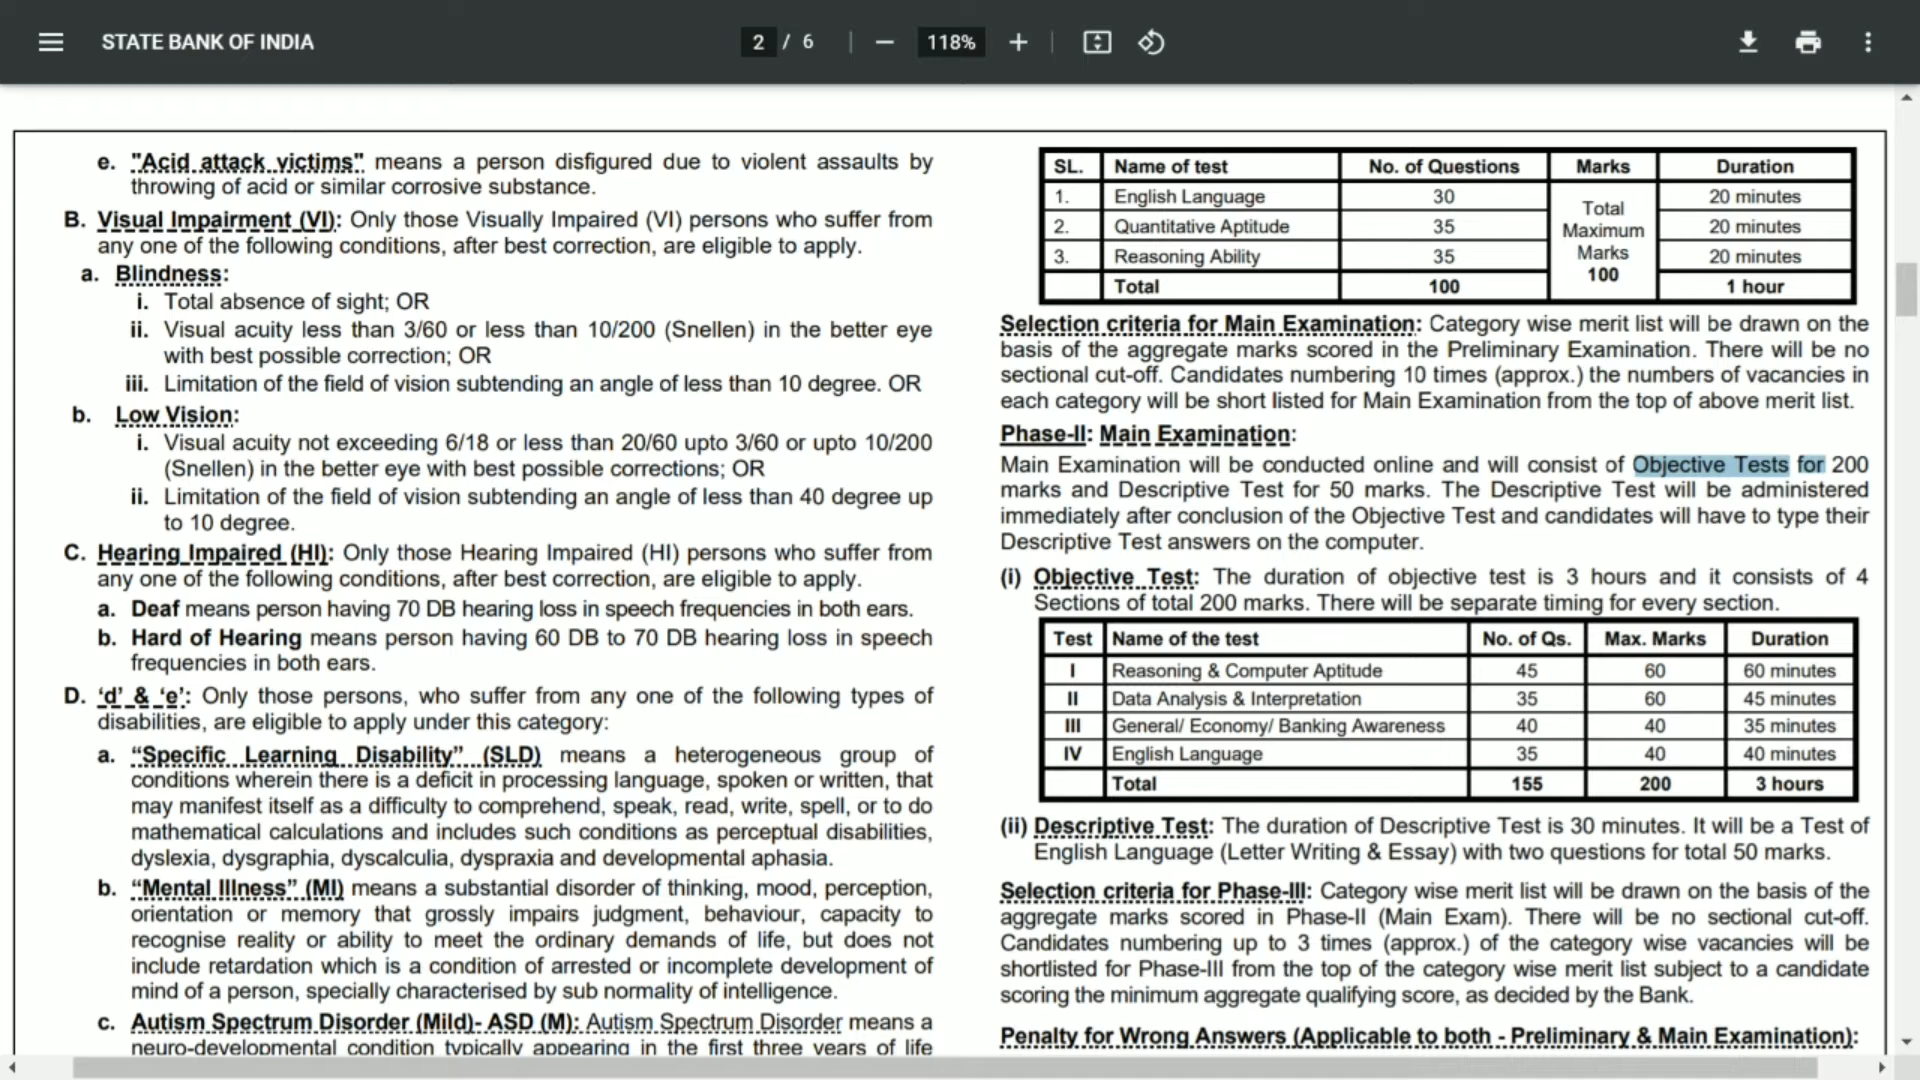 STATE BANK OF INDIA
2 / 6
118%
e. "Acid attack victims" means a person disfigured due to violent assaults by
throwing of acid or similar corrosive substance.
B. Visual Impairment (VI): Only those Visually Impaired (VI) persons who suffer from
any one of the following conditions, after best correction, are eligible to apply.
a. Blindness:
i. Total absence of sight; OR
ii. Visual acuity less than 3/60 or less than 10/200 (Snellen) in the better eye
with best possible correction; OR
iii. Limitation of the field of vision subtending an angle of less than 10 degree. OR
b. Low Vision:
i. Visual acuity not exceeding 6/18 or less than 20/60 upto 3/60 or upto 10/200
(Snellen) in the better eye with best possible corrections; OR
ii. Limitation of the field of vision subtending an angle of less than 40 degree up
to 10 degree.
C. Hearing Impaired (HI): Only those Hearing Impaired (HI) persons who suffer from
any one of the following conditions, after best correction, are eligible to apply.
a. Deaf means person having 70 DB hearing loss in speech frequencies in both ears.
b. Hard of Hearing means person having 60 DB to 70 DB hearing loss in speech
frequencies in both ears.
D. 'd' & 'e': Only those persons, who suffer from any one of the following types of
disabilities, are eligible to apply under this category:
a. “Specific Learning Disability” (SLD) means a heterogeneous group of
conditions wherein there is a deficit in processing language, spoken or written, that
may manifest itself as a difficulty to comprehend, speak, read, write, spell, or to do
mathematical calculations and includes such conditions as perceptual disabilities,
dyslexia, dysgraphia, dyscalculia, dyspraxia and developmental aphasia.
b. “Mental Illness” (MI) means a substantial disorder of thinking, mood, perception,
orientation or memory that grossly impairs judgment, behaviour, capacity to
recognise reality or ability to meet the ordinary demands of life, but does not
include retardation which is a condition of arrested or incomplete development of
mind of a person, specially characterised by sub normality of intelligence.
c. Autism Spectrum Disorder (Mild)- ASD (M): Autism Spectrum Disorder means a
neuro-developmental condition typically appearing in the first three years of life
SL. Name of test No. of Questions Marks Duration
1. English Language 30 20 minutes
2. Quantitative Aptitude 35 20 minutes
3. Reasoning Ability 35 20 minutes
Total Maximum Marks 100
Total 100 1 hour
Selection criteria for Main Examination: Category wise merit list will be drawn on the
basis of the aggregate marks scored in the Preliminary Examination. There will be no
sectional cut-off. Candidates numbering 10 times (approx.) the numbers of vacancies in
each category will be short listed for Main Examination from the top of above merit list.
Phase-II: Main Examination:
Main Examination will be conducted online and will consist of Objective Tests for 200
marks and Descriptive Test for 50 marks. The Descriptive Test will be administered
immediately after conclusion of the Objective Test and candidates will have to type their
Descriptive Test answers on the computer.
(i) Objective Test: The duration of objective test is 3 hours and it consists of 4
Sections of total 200 marks. There will be separate timing for every section.
Test Name of the test No. of Qs. Max. Marks Duration
I Reasoning & Computer Aptitude 45 60 60 minutes
II Data Analysis & Interpretation 35 60 45 minutes
III General/ Economy/ Banking Awareness 40 40 35 minutes
IV English Language 35 40 40 minutes
Total 155 200 3 hours
(ii) Descriptive Test: The duration of Descriptive Test is 30 minutes. It will be a Test of
English Language (Letter Writing & Essay) with two questions for total 50 marks.
Selection criteria for Phase-III: Category wise merit list will be drawn on the basis of the
aggregate marks scored in Phase-II (Main Exam). There will be no sectional cut-off.
Candidates numbering up to 3 times (approx.) of the category wise vacancies will be
shortlisted for Phase-III from the top of the category wise merit list subject to a candidate
scoring the minimum aggregate qualifying score, as decided by the Bank.
Penalty for Wrong Answers (Applicable to both - Preliminary & Main Examination):